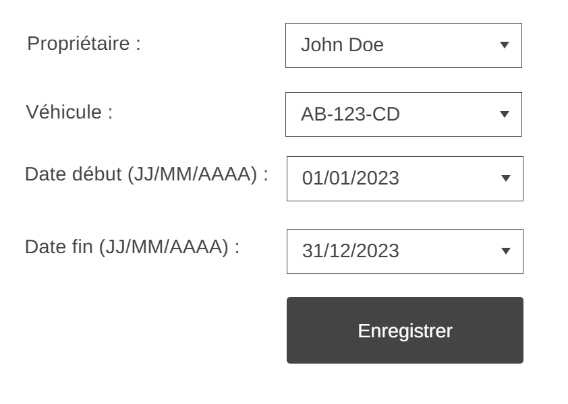 Propriétaire :
John Doe
Véhicule :
AB-123-CD
Date début (JJ/MM/AAAA) :
01/01/2023
Date fin (JJ/MM/AAAA) :
31/12/2023
Enregistrer